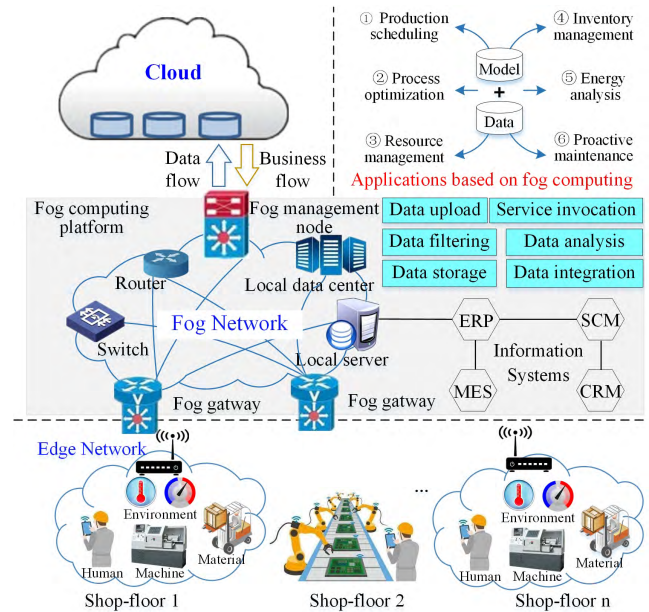 Cloud
Data
flow
Business
flow
① Production
scheduling
② Process
optimization
③ Resource
management
Model
+
Data
④ Inventory
management
⑤ Energy
analysis
⑥ Proactive
maintenance
Applications based on fog computing
Fog computing
platform
Fog management
node
Router
Local data center
Switch
Fog Network
Local server
Fog gatway
Fog gatway
Data upload
Service invocation
Data filtering
Data analysis
Data storage
Data integration
ERP
SCM
Information
Systems
MES
CRM
Edge Network
Environment
Human
Machine
Material
Shop-floor 1
...
Shop-floor 2
Environment
Human
Machine
Material
Shop-floor n